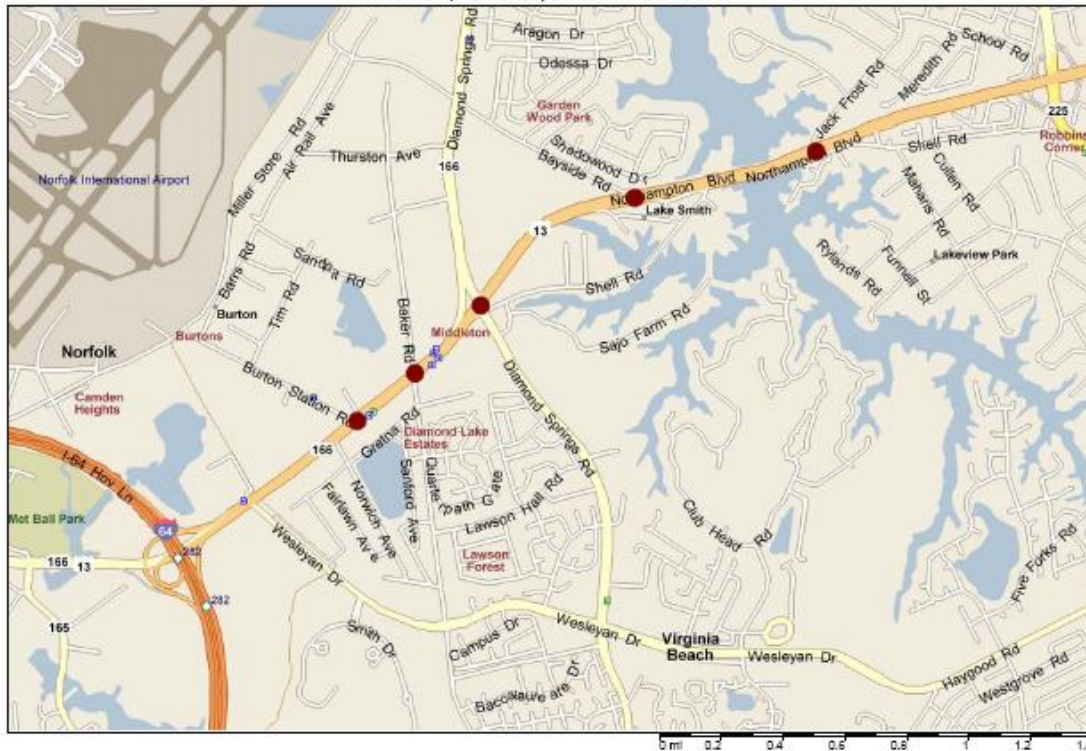 Aragon Dr
Odessa Dr
Diamond Springs Rd
Garden
Wood Park
Jack Frost Rd
Meredith Rd
School Rd
225
Robbins
Corner
Shell Rd
Miller Store Rd
Air Rail Ave
Thurston Ave
166
Shadowood Dr
Bayside Rd
Northampton Blvd
Northampton Blvd
Norfolk International Airport
Lake Smith
Cullen Rd
Maharis Rd
13
Lakeview Park
Funnell St
Rylands Rd
Barrs Rd
Sandpit Rd
Tim Rd
Burton
Burtons
Baker Rd
Shell Rd
Sajo Farm Rd
Middleton
Norfolk
Camden
Heights
Burton Station Rd
Diamond Springs Rd
166
Gretna Rd
Diamond Lake
Estates
I-64 Hov Ln
Norwich Ave
Sanford Ave
Fairlawn Ave
Lawson Hall Rd
Club Head Rd
Met Ball Park
64
282
166
13
282
Wesleyan Dr
Lawson
Forest
Five Forks Rd
165
Smith Dr
Campus Dr
Wesleyan Dr
Virginia
Beach
Wesleyan Dr
Haygood Rd
Westgrove Rd
0 mi 0.2 0.4 0.6 0.8 1 1.2